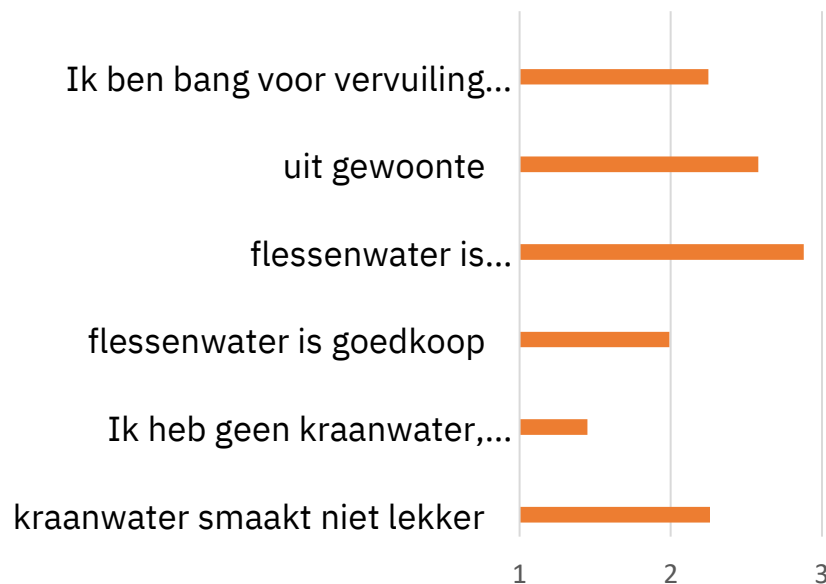 Ik ben bang voor vervuiling...
uit gewoonte
flessenwater is...
flessenwater is goedkoop
Ik heb geen kraanwater,...
kraanwater smaakt niet lekker
1 2 3